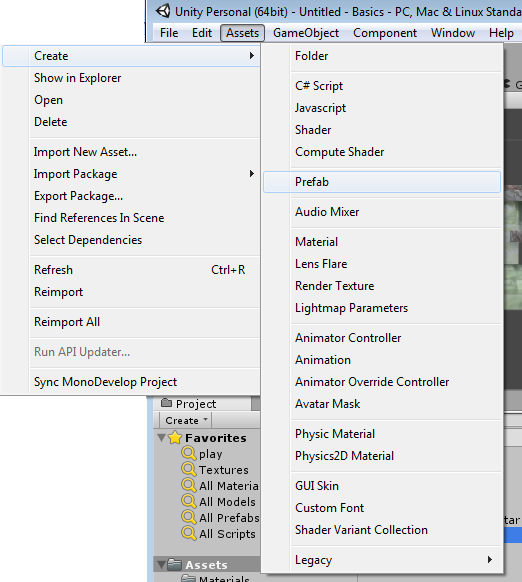 Unity Personal (64bit) - Untitled - Basics - PC, Mac & Linux Standa
File Edit Assets GameObject Component Window Help
Create
Show in Explorer
Open
Delete
Import New Asset...
Import Package
Export Package...
Find References In Scene
Select Dependencies
Refresh Ctrl+R
Reimport
Reimport All
Run API Updater...
Sync MonoDevelop Project
Folder
C# Script
Javascript
Shader
Compute Shader
Prefab
Audio Mixer
Material
Lens Flare
Render Texture
Lightmap Parameters
Animator Controller
Animation
Animator Override Controller
Avatar Mask
Physic Material
Physics2D Material
GUI Skin
Custom Font
Shader Variant Collection
Legacy
Project
Create
Favorites
play
Textures
All Materia
All Models
All Prefabs
All Scripts
Assets
Materials
tar